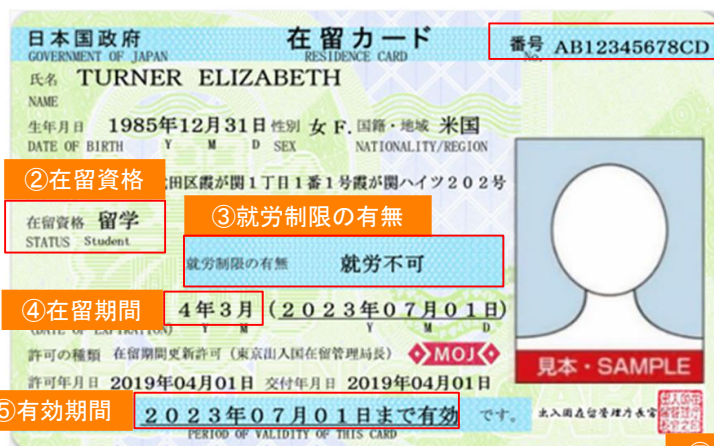 日本国政府 在留カード 番号 AB12345678CD
GOVERNMENT OF JAPAN RESIDENCE CARD No.
氏名 TURNER ELIZABETH
NAME
生年月日 1985年12月31日 性別 女 F. 国籍・地域 米国
DATE OF BIRTH Y M D SEX NATIONALITY/REGION
②在留資格 田区霞が関1丁目1番1号霞が関ハイツ202号
在留資格 留学 ③就労制限の有無
STATUS Student
就労制限の有無 就労不可
④在留期間 4年3月 (2023年07月01日)
(DATE OF EXPIRATION) Y M Y M D
許可の種類 在留期間更新許可 (東京出入国在留管理局長) MOJ
見本・SAMPLE
許可年月日 2019年04月01日 交付年月日 2019年04月01日
⑤有効期間 2023年07月01日まで有効 です。 出入国在留管理庁長官
PERIOD OF VALIDITY OF THIS CARD